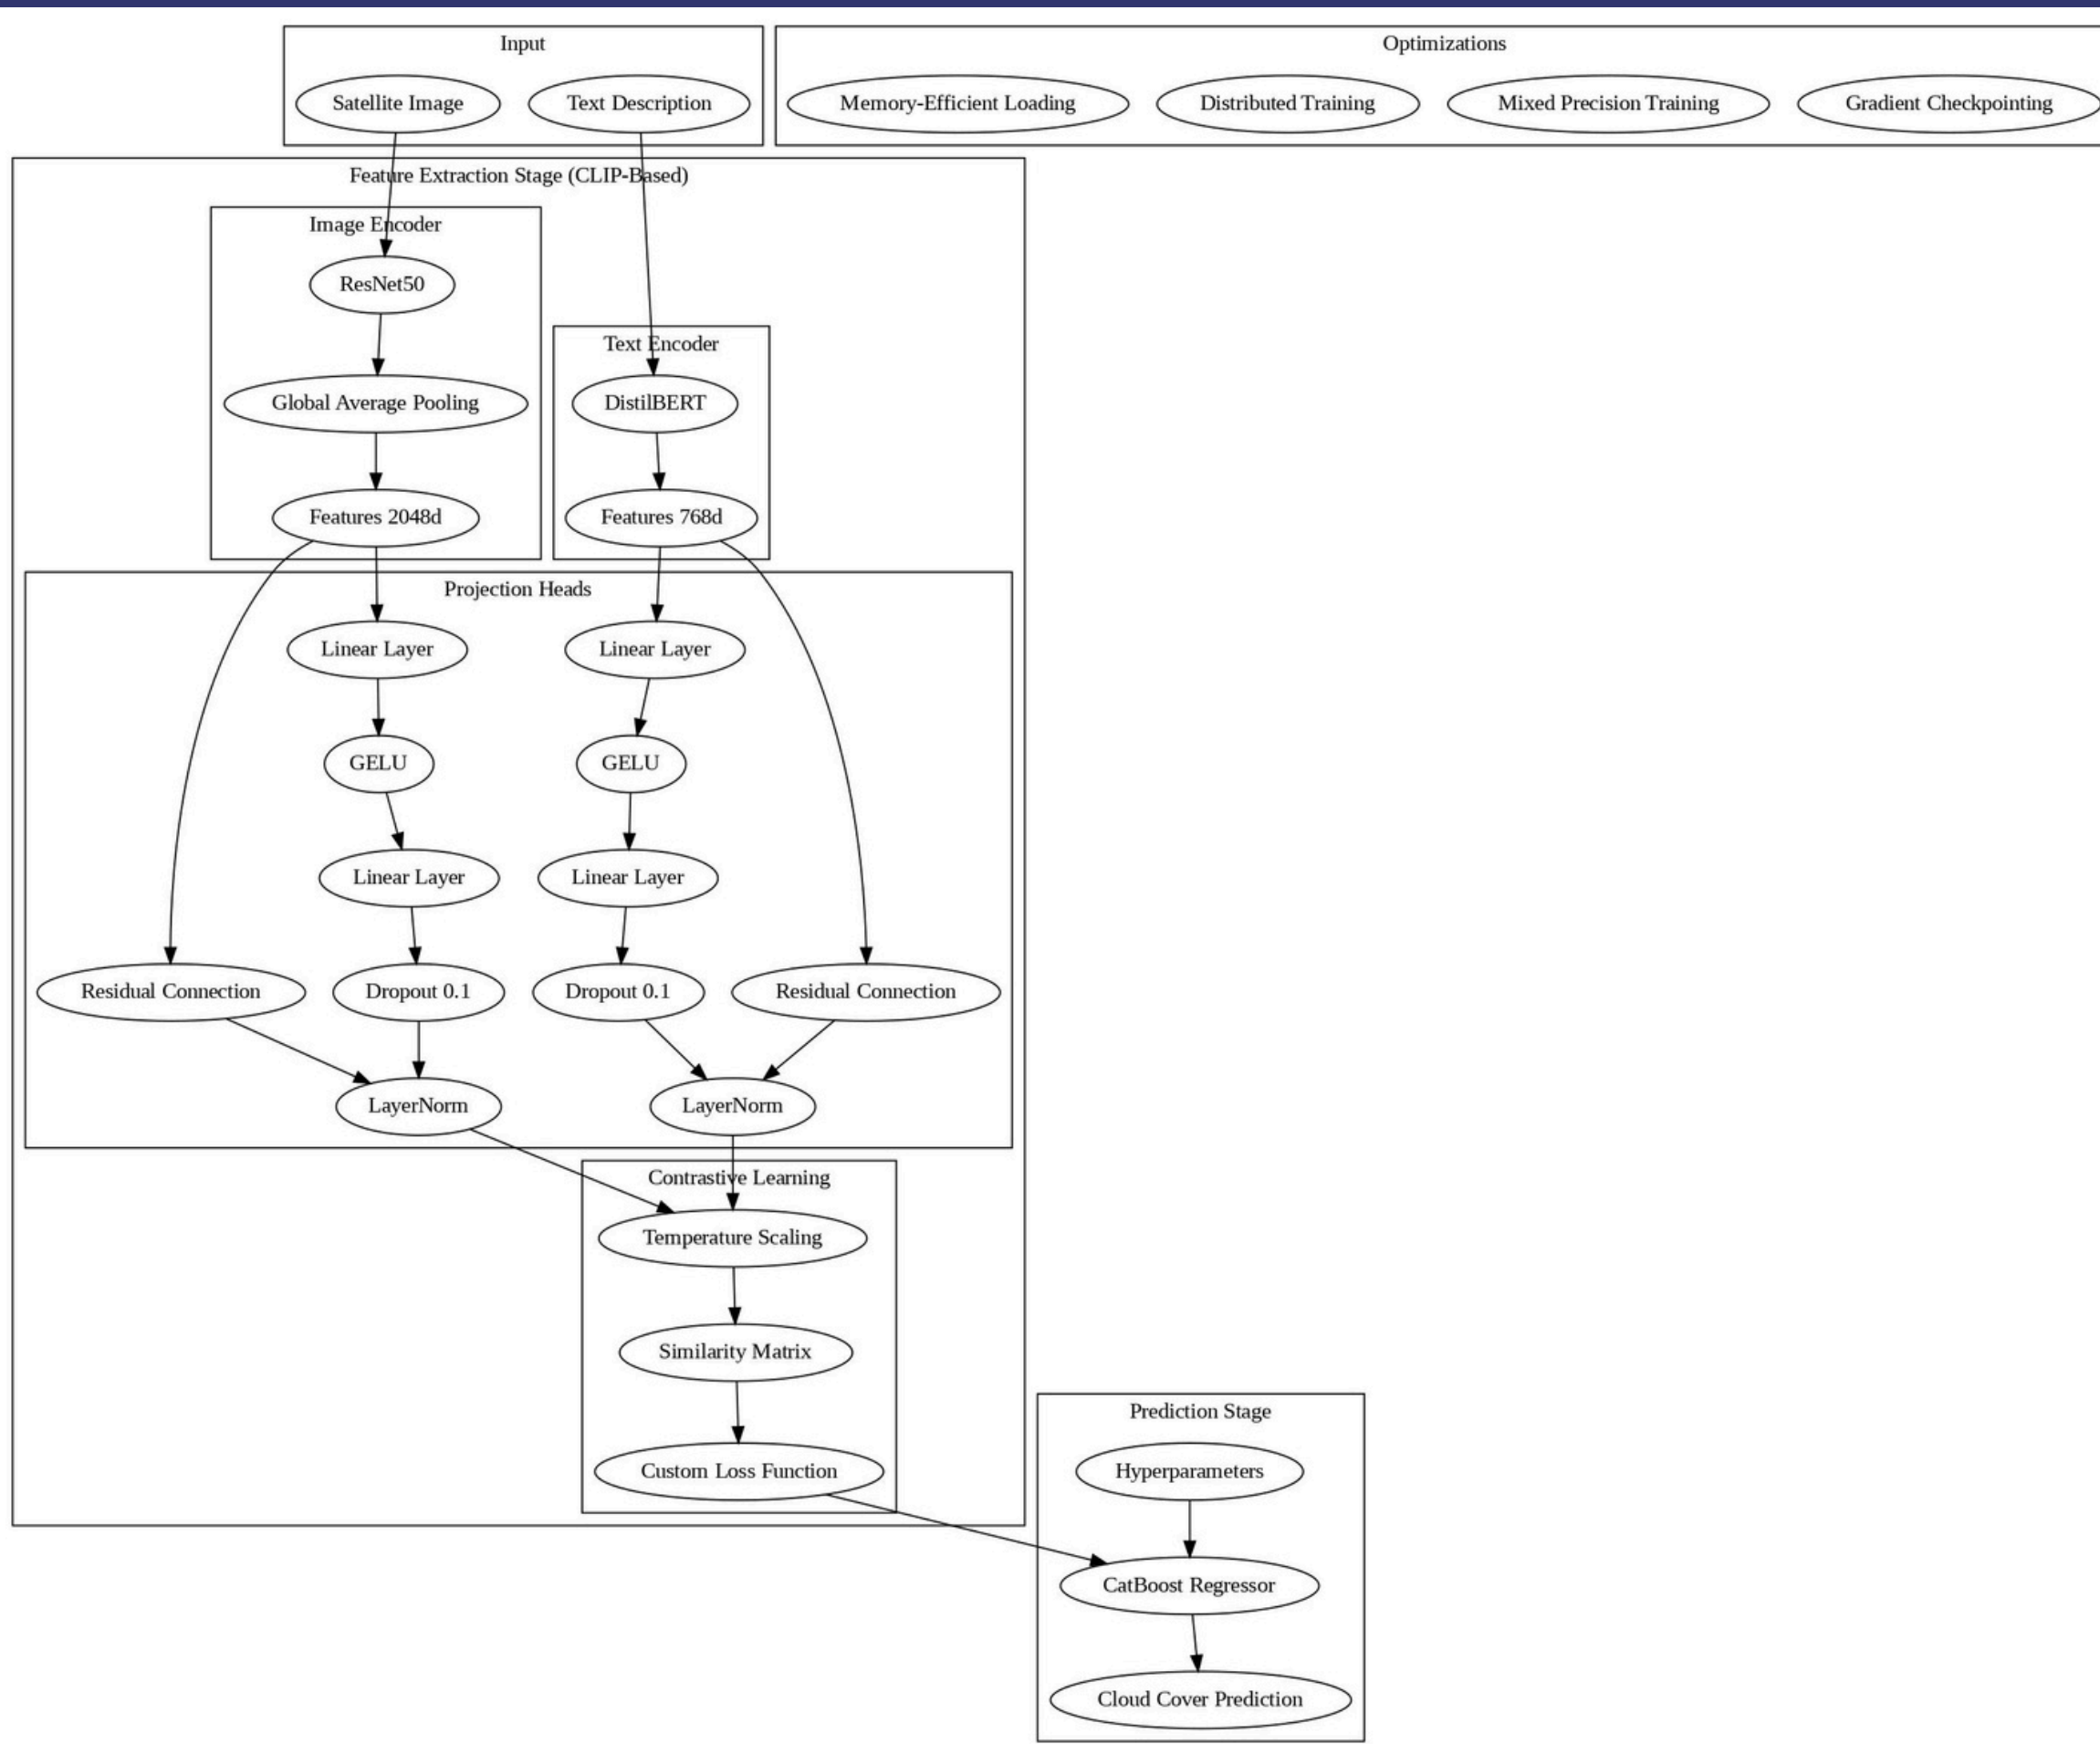 Input
Optimizations
Satellite Image
Text Description
Memory-Efficient Loading
Distributed Training
Mixed Precision Training
Gradient Checkpointing
Feature Extraction Stage (CLIP-Based)
Image Encoder
ResNet50
Global Average Pooling
Features 2048d
Text Encoder
DistilBERT
Features 768d
Projection Heads
Linear Layer
Linear Layer
GELU
GELU
Linear Layer
Linear Layer
Residual Connection
Dropout 0.1
Dropout 0.1
Residual Connection
LayerNorm
LayerNorm
Contrastive Learning
Temperature Scaling
Similarity Matrix
Custom Loss Function
Prediction Stage
Hyperparameters
CatBoost Regressor
Cloud Cover Prediction